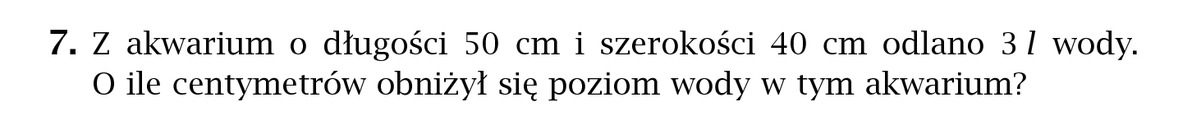 7. Z akwarium o długości 50 cm i szerokości 40 cm odlano 3 l wody.
O ile centymetrów obniżył się poziom wody w tym akwarium?